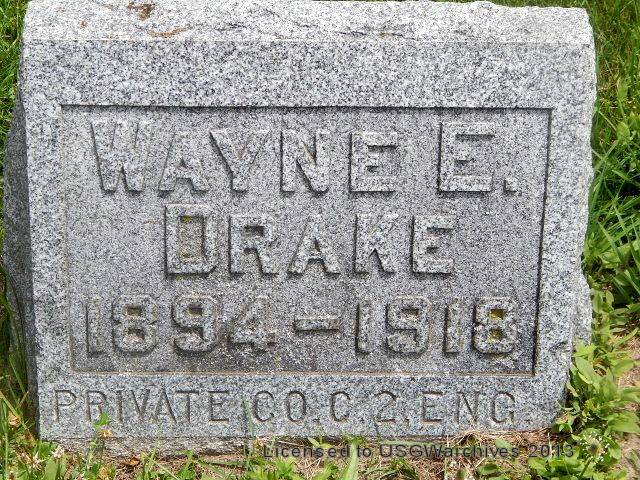 WAYNE E.
DRAKE
1894–1918
PRIVATE CO. C. 2. ENG.
Licensed to USGWarchives 2013